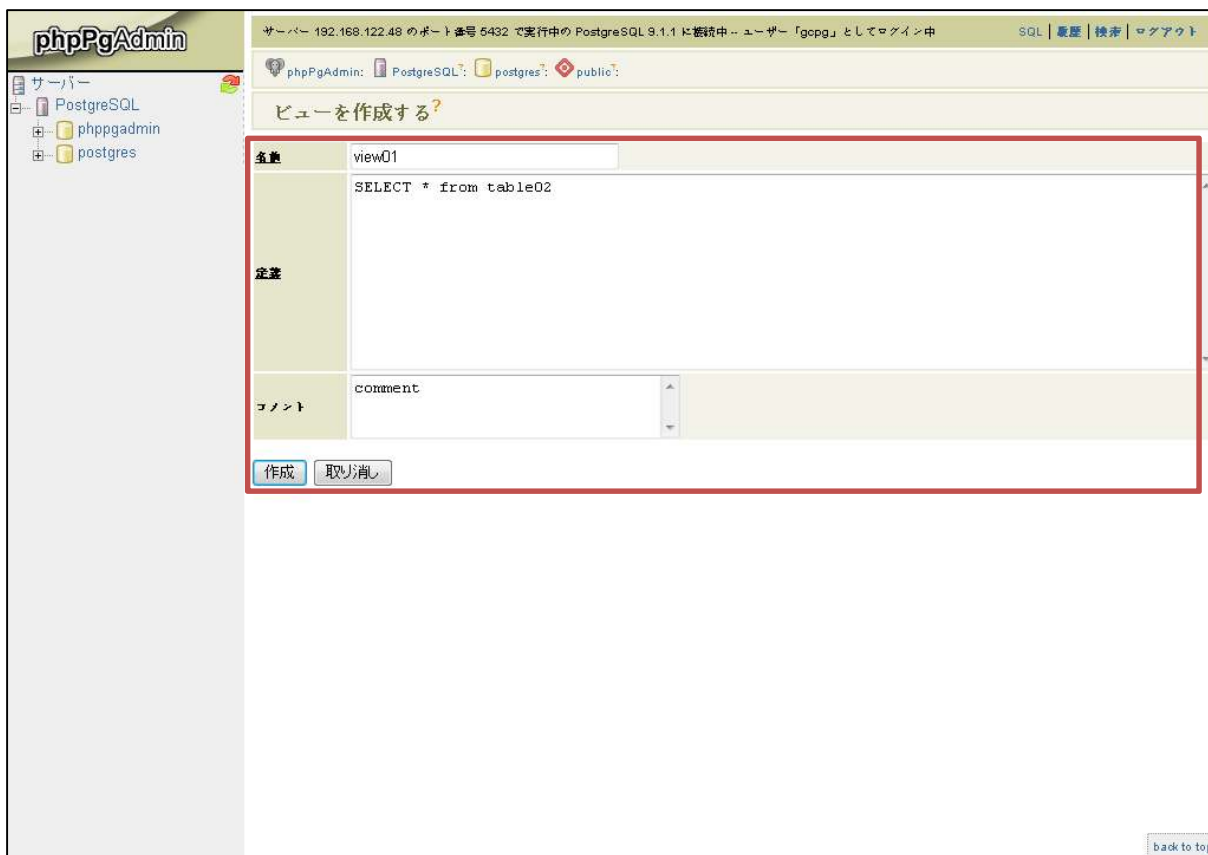 phpPgAdmin
サーバー 192.168.122.48 のポート番号 5432 で実行中の PostgreSQL 9.1.1 に接続中 -- ユーザー「gcpg」としてログイン中
SQL | 履歴 | 検索 | ログアウト
phpPgAdmin: PostgreSQL?: postgres?: public?:
サーバー
PostgreSQL
phppgadmin
postgres
ビューを作成する?
名前 view01
定義 SELECT * from table02
コメント comment
作成 取り消し
back to top